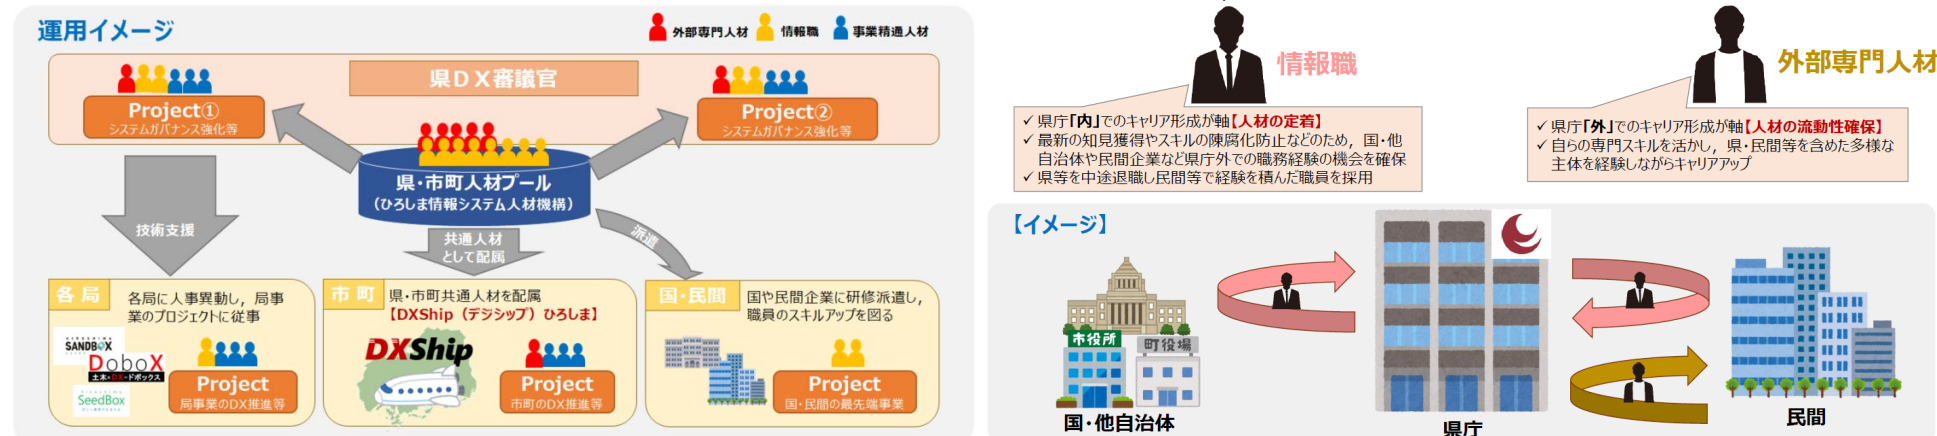 運用イメージ
外部専門人材
情報職
事業精通人材
県DX審議官
Project①
システムガバナンス強化等
Project②
システムガバナンス強化等
県・市町人材プール
(ひろしま情報システム人材機構)
技術支援
共通人材
として配属
派遣
各局
各局に人事異動し，局事
業のプロジェクトに従事
SANDBOX
DoboX
土木×DX=ドボックス
SeedBox
Project
局事業のDX推進等
市町
県・市町共通人材を配属
【DXShip（デジシップ）ひろしま】
DXShip
Project
市町のDX推進等
国・民間
国や民間企業に研修派遣し，
職員のスキルアップを図る
Project
国・民間の最先端事業
情報職
✓ 県庁「内」でのキャリア形成が軸【人材の定着】
✓ 最新の知見獲得やスキルの陳腐化防止などのため，国・他
自治体や民間企業など県庁外での職務経験の機会を確保
✓ 県等を中途退職し民間等で経験を積んだ職員を採用
外部専門人材
✓ 県庁「外」でのキャリア形成が軸【人材の流動性確保】
✓ 自らの専門スキルを活かし，県・民間等を含めた多様な
主体を経験しながらキャリアアップ
【イメージ】
市役所
町役場
国・他自治体
県庁
民間